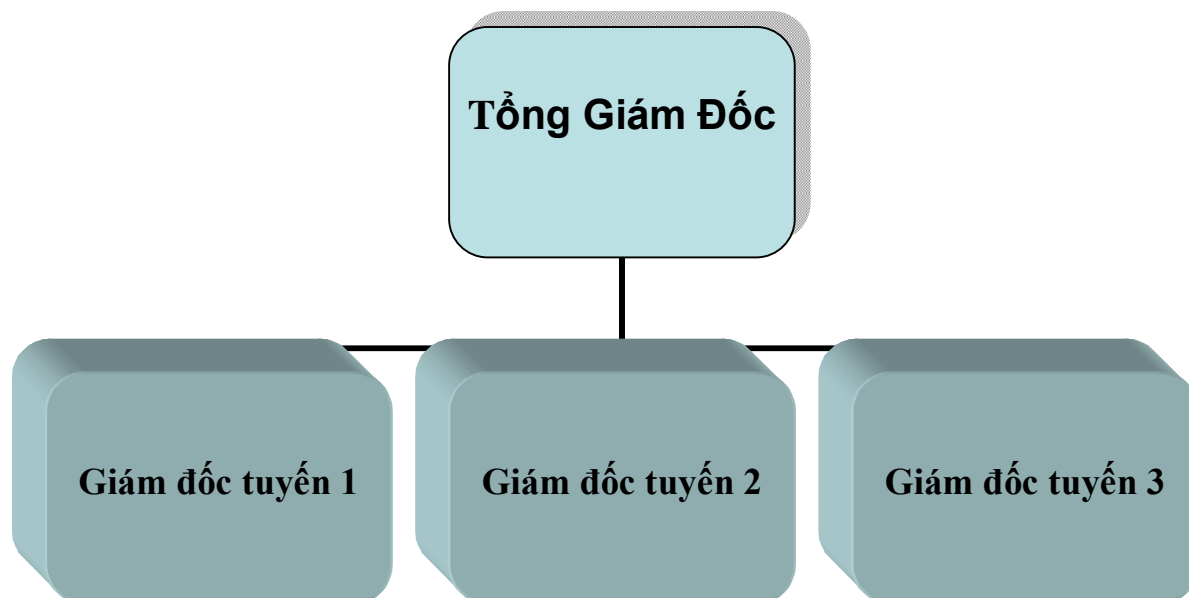 Tổng Giám Đốc
Giám đốc tuyến 1
Giám đốc tuyến 2
Giám đốc tuyến 3